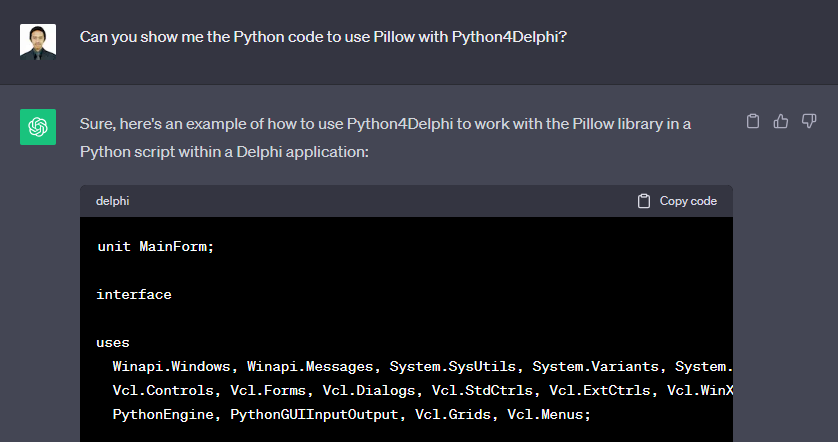 Can you show me the Python code to use Pillow with Python4Delphi?
Sure, here's an example of how to use Python4Delphi to work with the Pillow library in a
Python script within a Delphi application:
delphi
Copy code
unit MainForm;
interface
uses
Winapi.Windows, Winapi.Messages, System.SysUtils, System.Variants, System.
Vcl.Controls, Vcl.Forms, Vcl.Dialogs, Vcl.StdCtrls, Vcl.ExtCtrls, Vcl.WinX
PythonEngine, PythonGUIInputOutput, Vcl.Grids, Vcl.Menus;